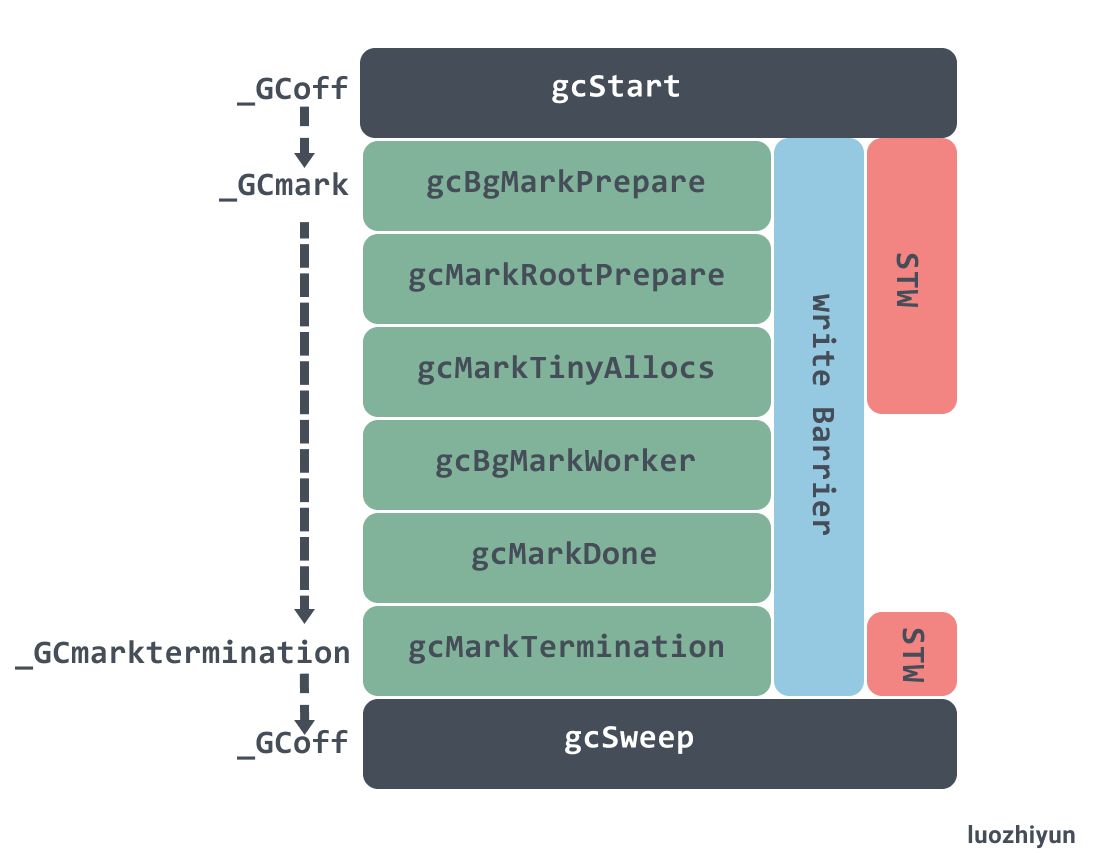 _GCoff
gcStart
_GCmark
gcBgMarkPrepare
gcMarkRootPrepare
gcMarkTinyAllocs
gcBgMarkWorker
gcMarkDone
_GCmarktermination
gcMarkTermination
write Barrier
STW
STW
_GCoff
gcSweep
luozhiyun